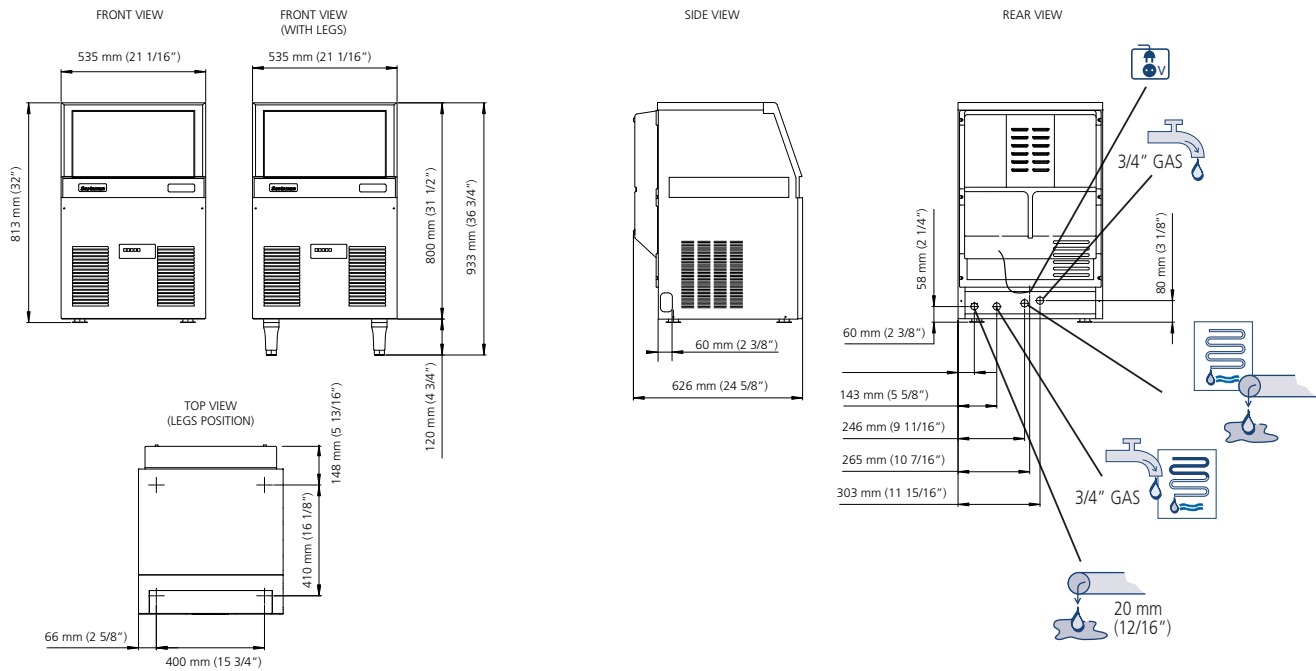 FRONT VIEW
535 mm (21 1/16”)
813 mm (32”)
Scotsman
FRONT VIEW
(WITH LEGS)
535 mm (21 1/16”)
Scotsman
800 mm (31 1/2”)
933 mm (36 3/4”)
120 mm (4 3/4”)
TOP VIEW
(LEGS POSITION)
148 mm (5 13/16”)
410 mm (16 1/8”)
66 mm (2 5/8”)
400 mm (15 3/4”)
SIDE VIEW
60 mm (2 3/8”)
626 mm (24 5/8”)
REAR VIEW
V
3/4” GAS
58 mm (2 1/4”)
80 mm (3 1/8”)
60 mm (2 3/8”)
143 mm (5 5/8”)
246 mm (9 11/16”)
265 mm (10 7/16”)
303 mm (11 15/16”)
3/4” GAS
20 mm
(12/16”)